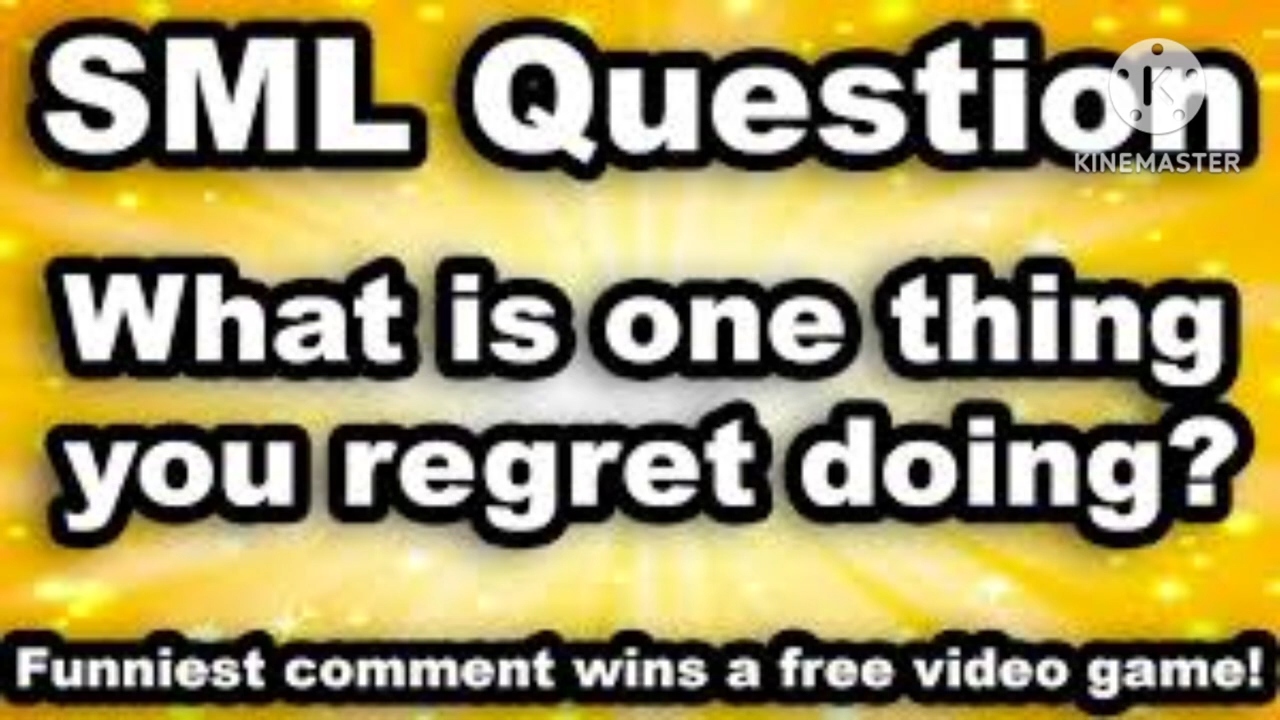 SML Question
KINEMASTER
What is one thing
you regret doing?
Funniest comment wins a free video game!